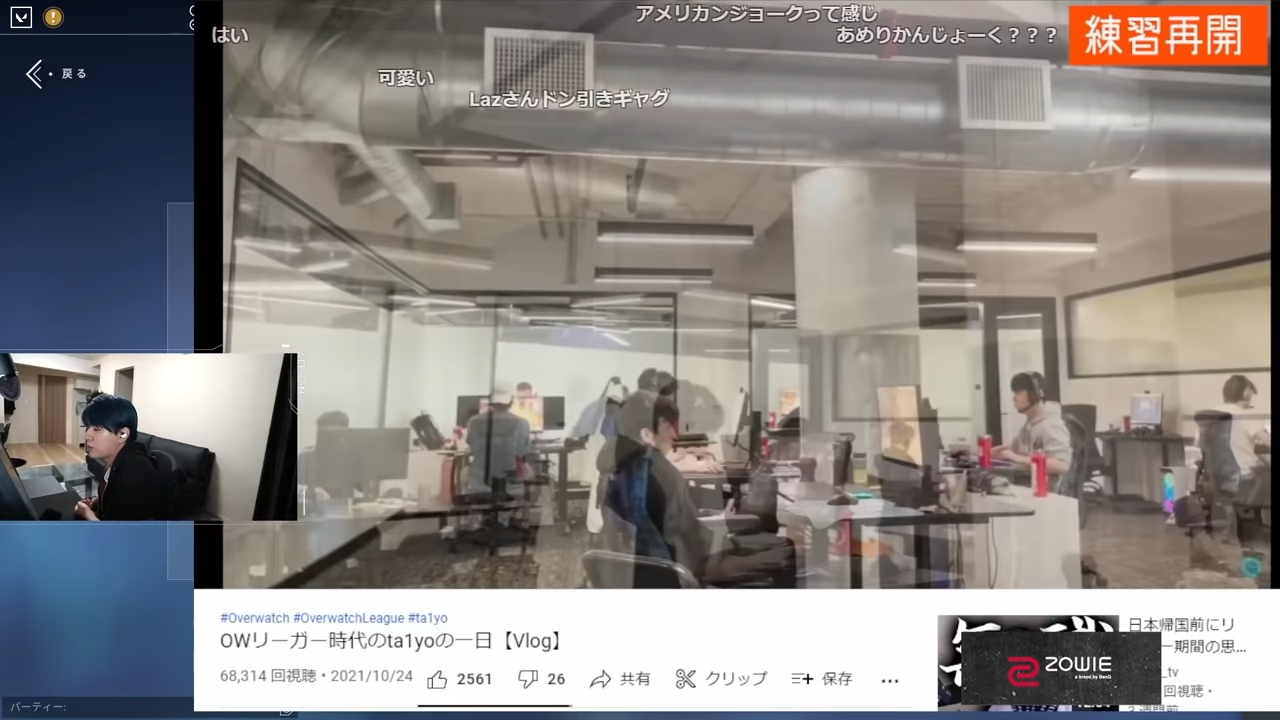 アメリカンジョークって感じ
はい
あめりかんじょーく？？？
練習再開
戻る
可愛い
Lazさんドン引きギャグ
#Overwatch #OverwatchLeague #ta1yo
OWリーガー時代のta1yoの一日【Vlog】
68,314 回視聴・2021/10/24
2561
26
共有
クリップ
保存
日本帰国前にリ
ー期間の思...
_tv
回視聴・
ZOWIE
a brand by BenQ
パーティー: